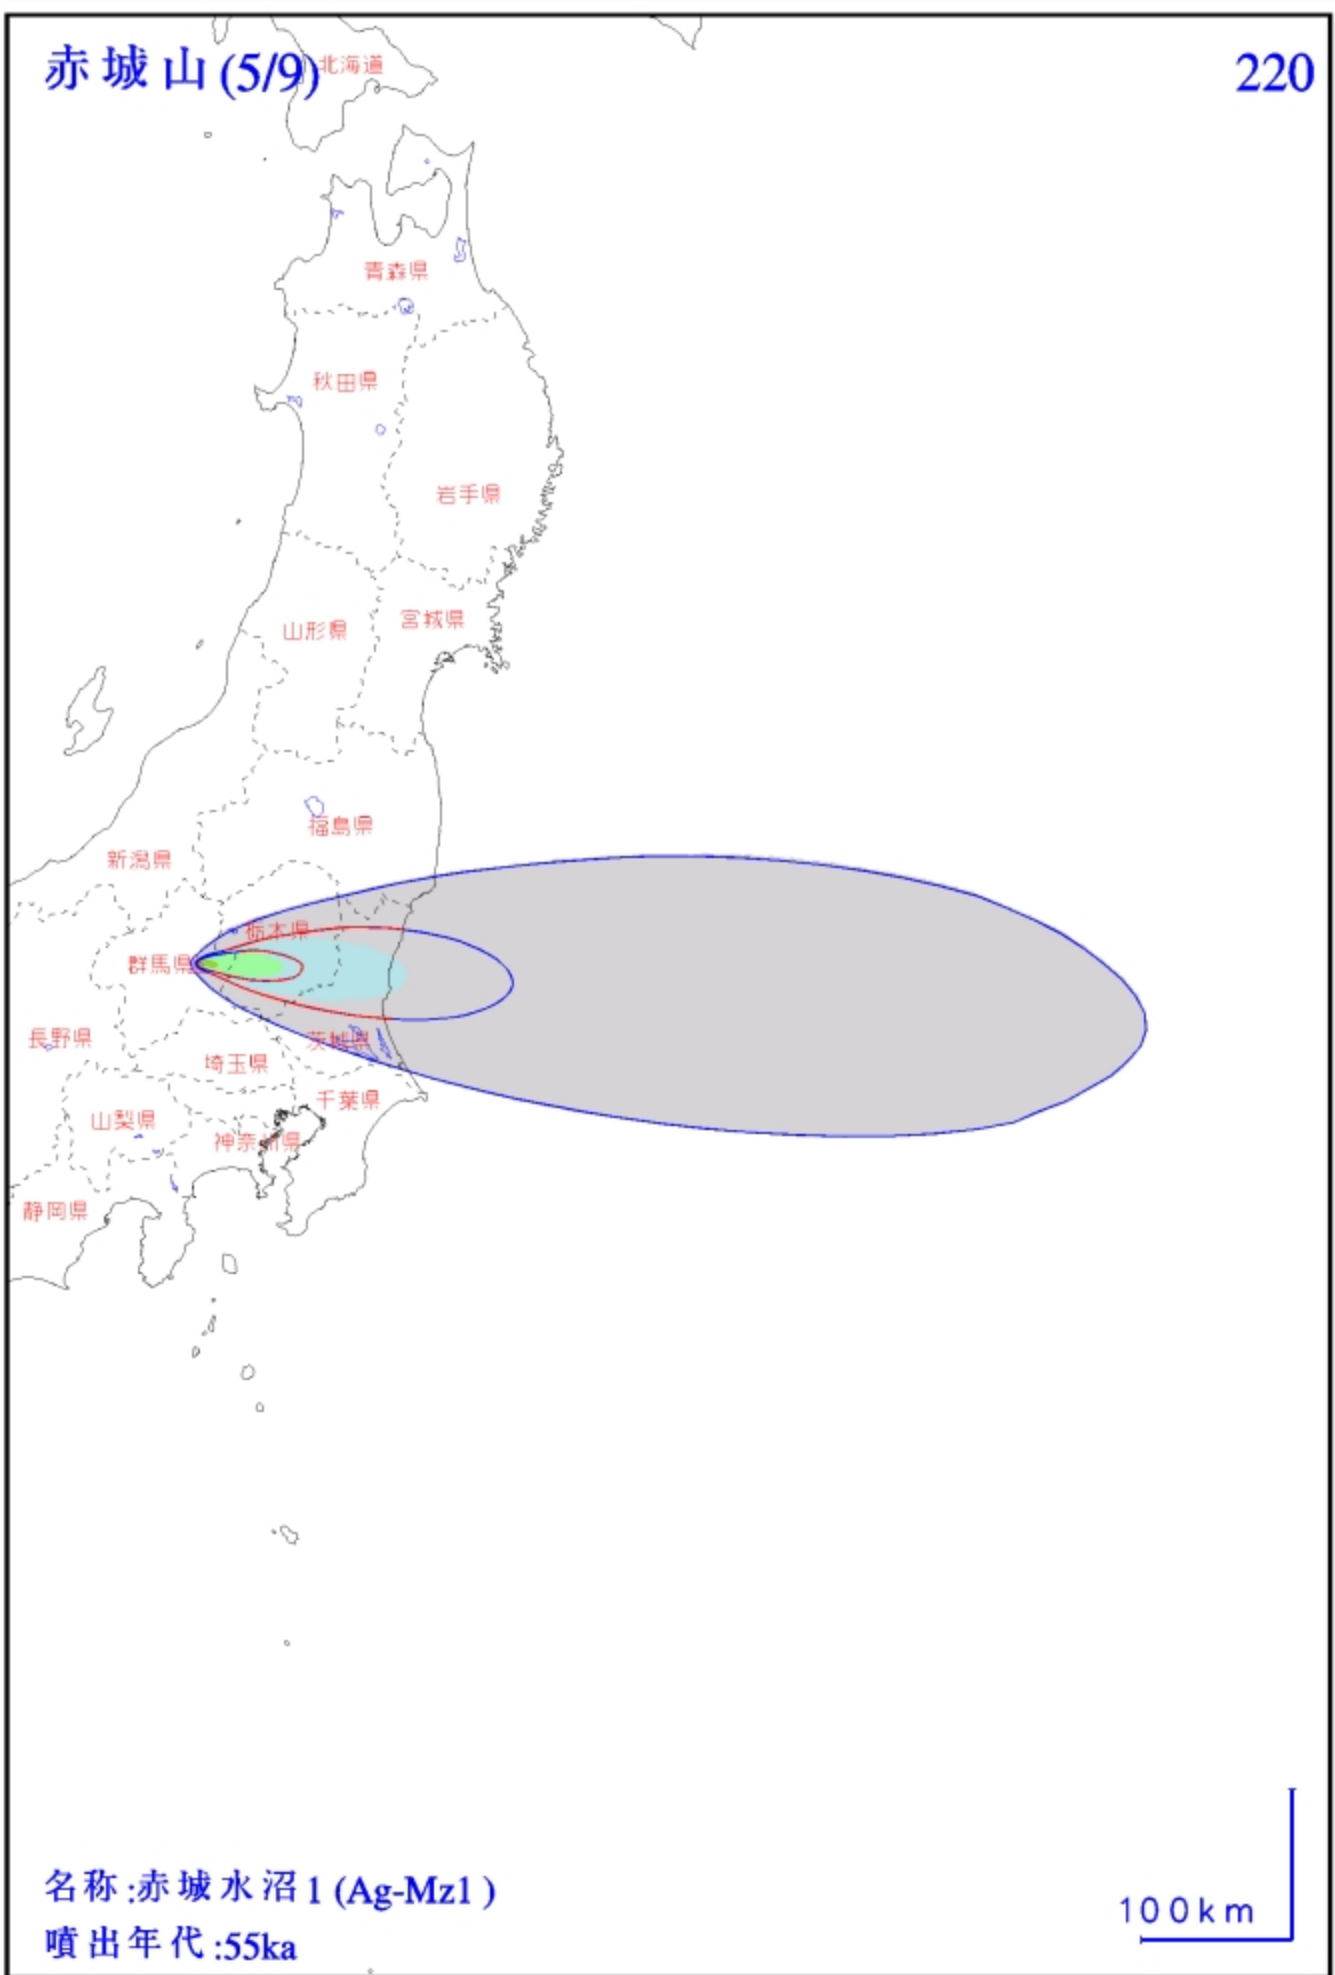 赤城山(5/9)
220
北海道
青森県
秋田県
岩手県
山形県
宮城県
福島県
新潟県
栃木県
群馬県
長野県
茨城県
埼玉県
千葉県
山梨県
神奈川県
静岡県
名称:赤城水沼1(Ag-Mz1 )
噴出年代:55ka
100km